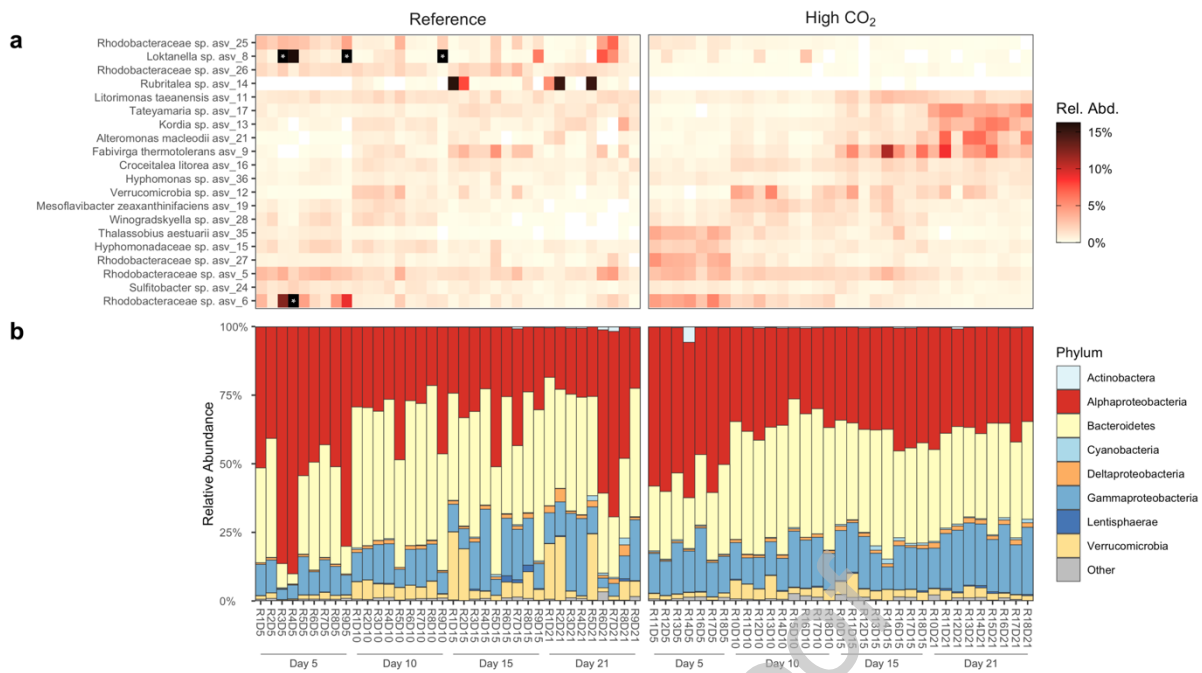 Reference
High CO2
a
Rhodobacteraceae sp. asv_25
Loktanella sp. asv_8
Rhodobacteraceae sp. asv_26
Rubritalea sp. asv_14
Litorimonas taeanensis asv_11
Tateyamaria sp. asv_17
Kordia sp. asv_13
Alteromonas macleodii asv_21
Fabivirga thermotolerans asv_9
Croceitalea litorea asv_16
Hyphomonas sp. asv_36
Verrucomicrobia sp. asv_12
Mesoflavibacter zeaxanthinifaciens asv_19
Winogradskyella sp. asv_28
Thalassobius aestuarii asv_35
Hyphomonadaceae sp. asv_15
Rhodobacteraceae sp. asv_27
Rhodobacteraceae sp. asv_5
Sulfitobacter sp. asv_24
Rhodobacteraceae sp. asv_6
* * *
*
Rel. Abd.
15%
10%
5%
0%
b
Relative Abundance
100%
75%
50%
25%
0%
R1D5 R2D5 R3D5 R4D5 R5D5 R6D5 R7D5 R8D5 R9D5 R1D10 R2D10 R3D10 R4D10 R5D10 R6D10 R7D10 R8D10 R9D10 R1D15 R2D15 R3D15 R4D15 R5D15 R6D15 R7D15 R8D15 R9D15 R1D21 R2D21 R3D21 R4D21 R5D21 R6D21 R7D21 R8D21 R9D21
Day 5 Day 10 Day 15 Day 21
R11D5 R12D5 R13D5 R16D5 R17D5 R18D5 R10D10 R11D10 R12D10 R13D10 R14D10 R15D10 R16D10 R17D10 R18D10 R10D15 R11D15 R12D15 R13D15 R14D15 R16D15 R17D15 R18D15 R10D21 R11D21 R12D21 R13D21 R14D21 R15D21 R16D21 R17D21 R18D21
Day 5 Day 10 Day 15 Day 21
Phylum
Actinobactera
Alphaproteobacteria
Bacteroidetes
Cyanobacteria
Deltaproteobacteria
Gammaproteobacteria
Lentisphaerae
Verrucomicrobia
Other